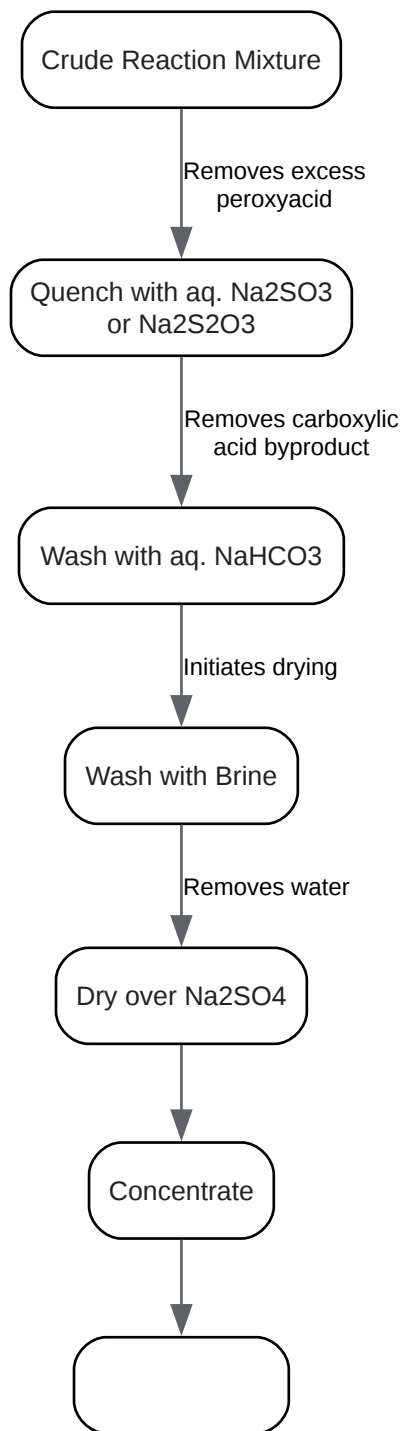 Crude Reaction Mixture
Removes excess
peroxyacid
Quench with aq. Na2SO3
or Na2S2O3
Removes carboxylic
acid byproduct
Wash with aq. NaHCO3
Initiates drying
Wash with Brine
Removes water
Dry over Na2SO4
Concentrate